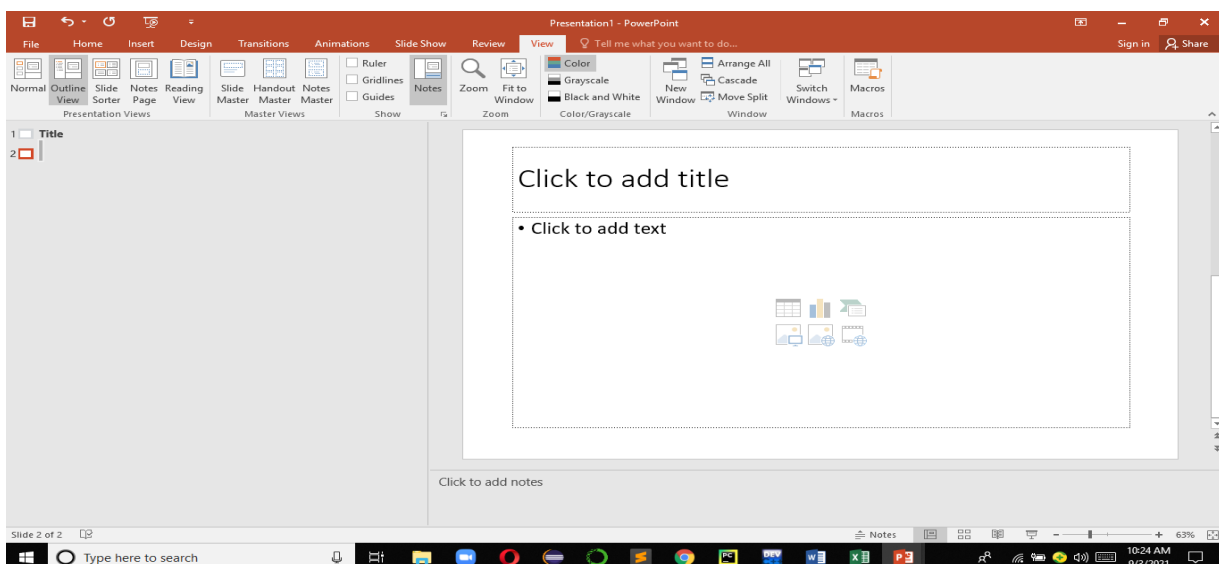 Presentation1 - PowerPoint
File Home Insert Design Transitions Animations Slide Show Review View Tell me what you want to do... Sign in Share
Normal Outline View Slide Sorter Notes Page Reading View
Presentation Views
Slide Master Handout Master Notes Master
Master Views
Ruler
Gridlines
Guides
Notes
Show
Zoom Fit to Window
Zoom
Color
Grayscale
Black and White
Color/Grayscale
New Window
Arrange All
Cascade
Move Split
Switch Windows
Window
Macros
Macros
1 Title
2
Click to add title
• Click to add text
Click to add notes
Slide 2 of 2 Notes 63%
Type here to search
PC DEV
10:24 AM
9/3/2021